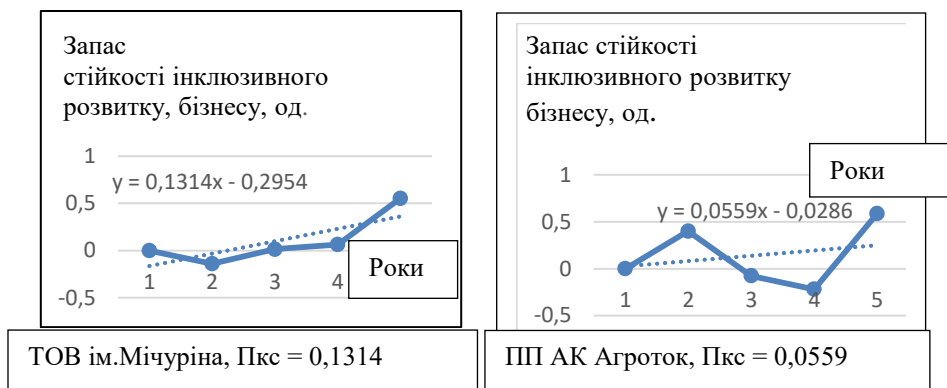 Запас
стійкості інклюзивного
розвитку, бізнесу, од.
1
0,5
0
-0,5
y = 0,1314x - 0,2954
1 2 3 4
Роки
ТОВ ім.Мічуріна, Пкс = 0,1314
Запас стійкості
інклюзивного розвитку
бізнесу, од.
Роки
1
0,5
0
-0,5
y = 0,0559x - 0,0286
1 2 3 4 5
ПП АК Агроток, Пкс = 0,0559